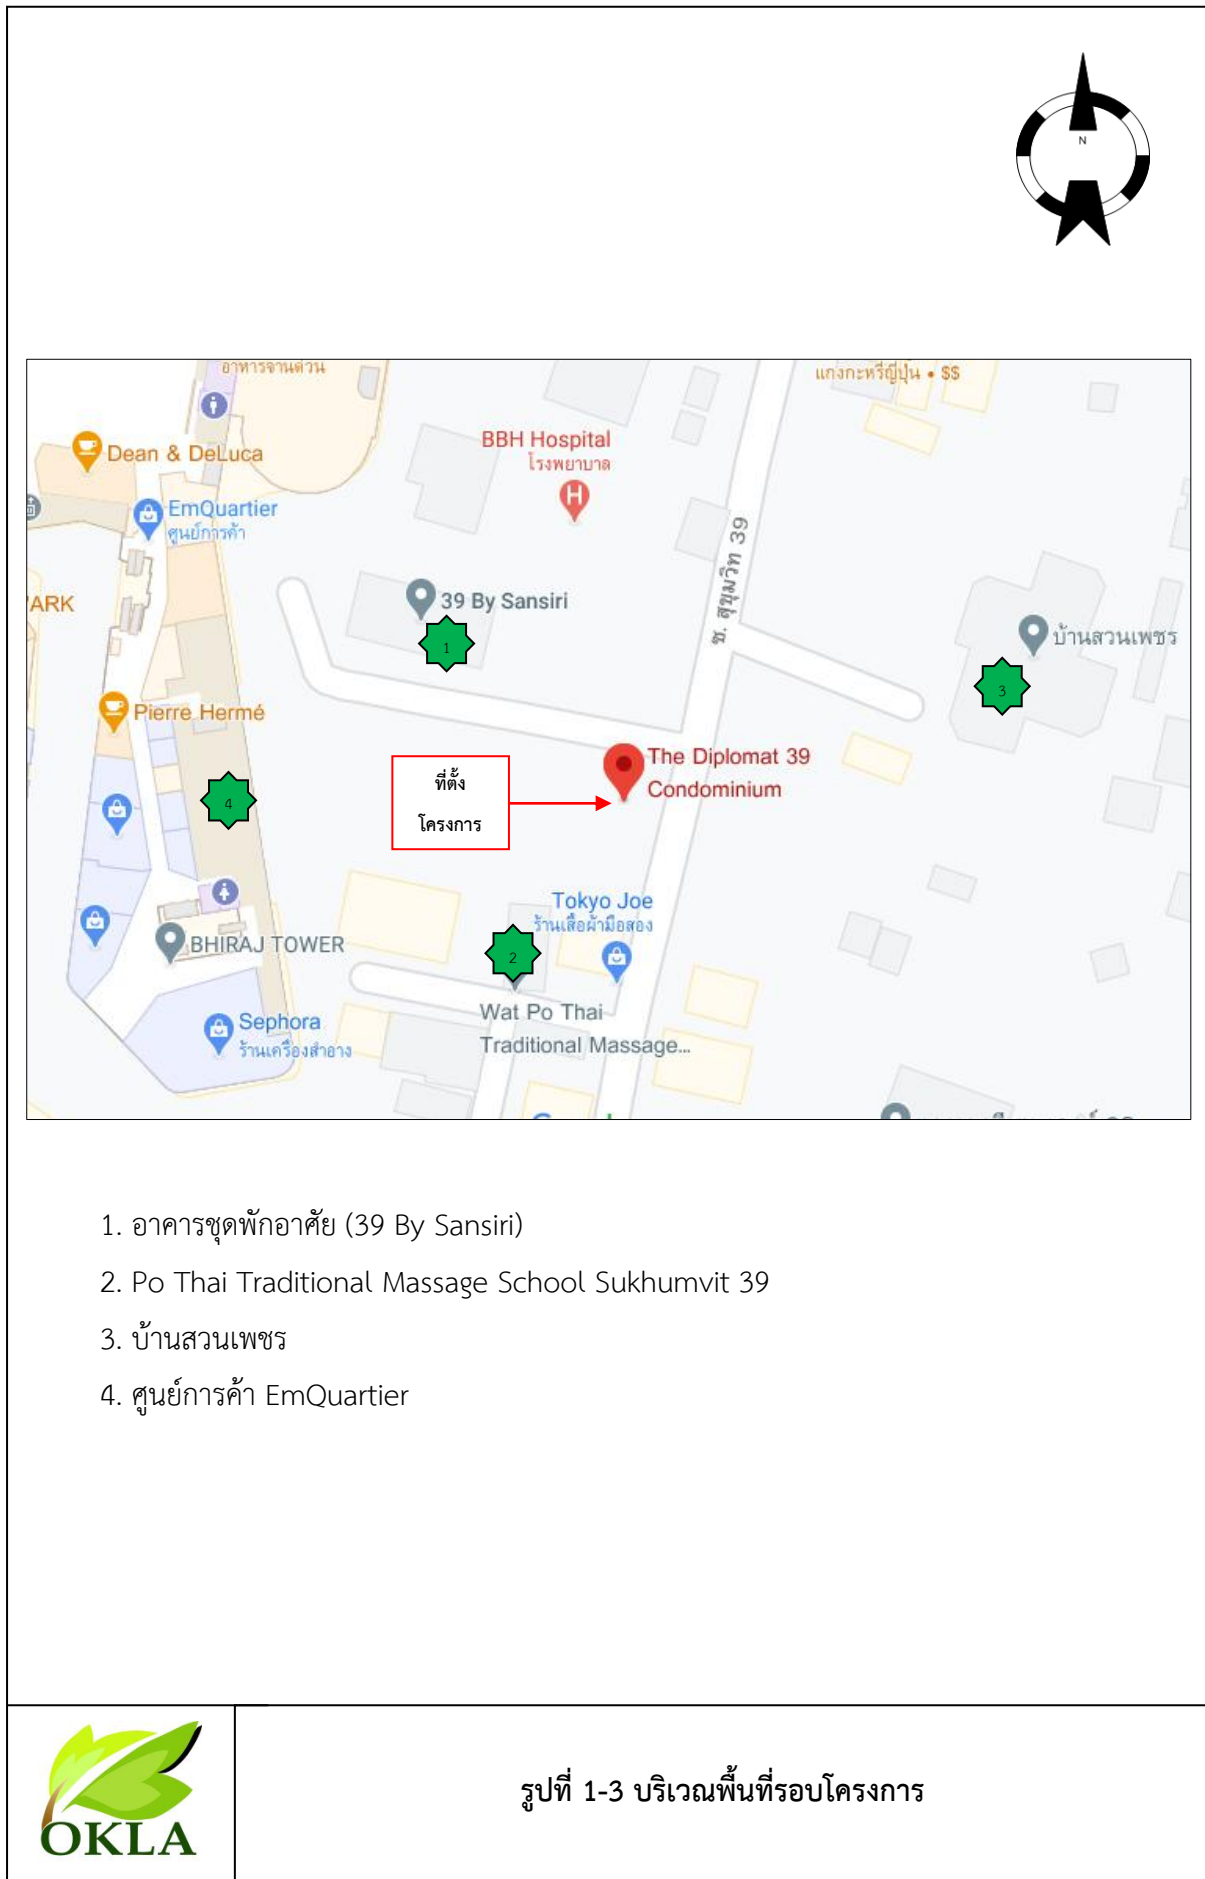 N
อาหารจานด่วน
แกงกะหรี่ญี่ปุ่น • $$
Dean & DeLuca
BBH Hospital
โรงพยาบาล
EmQuartier
ศูนย์การค้า
ซ. สุขุมวิท 39
ARK
39 By Sansiri
1
บ้านสวนเพชร
3
Pierre Hermé
The Diplomat 39
Condominium
ที่ตั้ง
โครงการ
4
Tokyo Joe
ร้านเสื้อผ้ามือสอง
BHIRAJ TOWER
2
Wat Po Thai
Traditional Massage...
Sephora
ร้านเครื่องสำอาง
1. อาคารชุดพักอาศัย (39 By Sansiri)
2. Po Thai Traditional Massage School Sukhumvit 39
3. บ้านสวนเพชร
4. ศูนย์การค้า EmQuartier
OKLA
รูปที่ 1-3 บริเวณพื้นที่รอบโครงการ